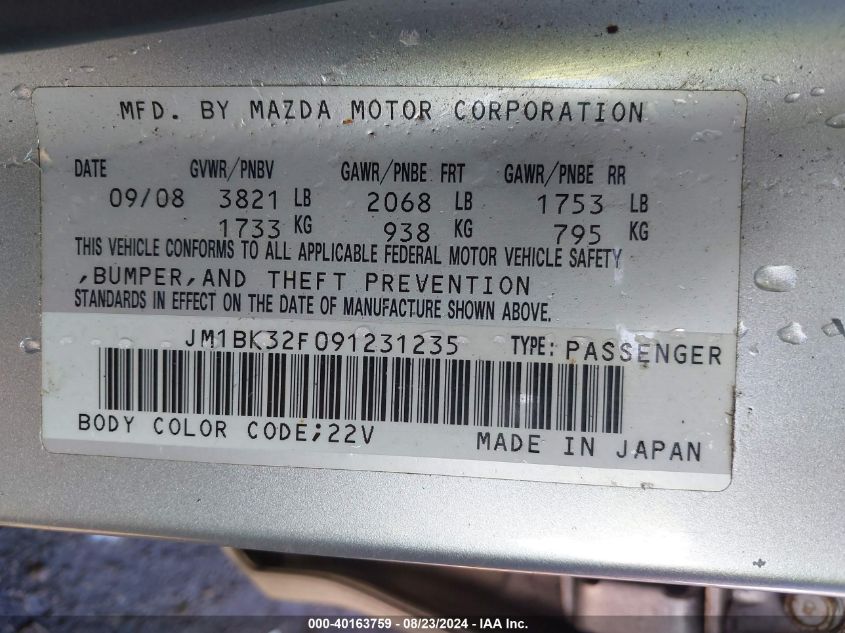 MFD. BY MAZDA MOTOR CORPORATION
DATE GVWR/PNBV GAWR/PNBE FRT GAWR/PNBE RR
09/08 3821 LB 2068 LB 1753 LB
1733 KG 938 KG 795 KG
THIS VEHICLE CONFORMS TO ALL APPLICABLE FEDERAL MOTOR VEHICLE SAFETY
,BUMPER,AND THEFT PREVENTION
STANDARDS IN EFFECT ON THE DATE OF MANUFACTURE SHOWN ABOVE.
JM1BK32F091231235 TYPE: PASSENGER
BODY COLOR CODE;22V MADE IN JAPAN
000-40163759 - 08/23/2024 - IAA Inc.